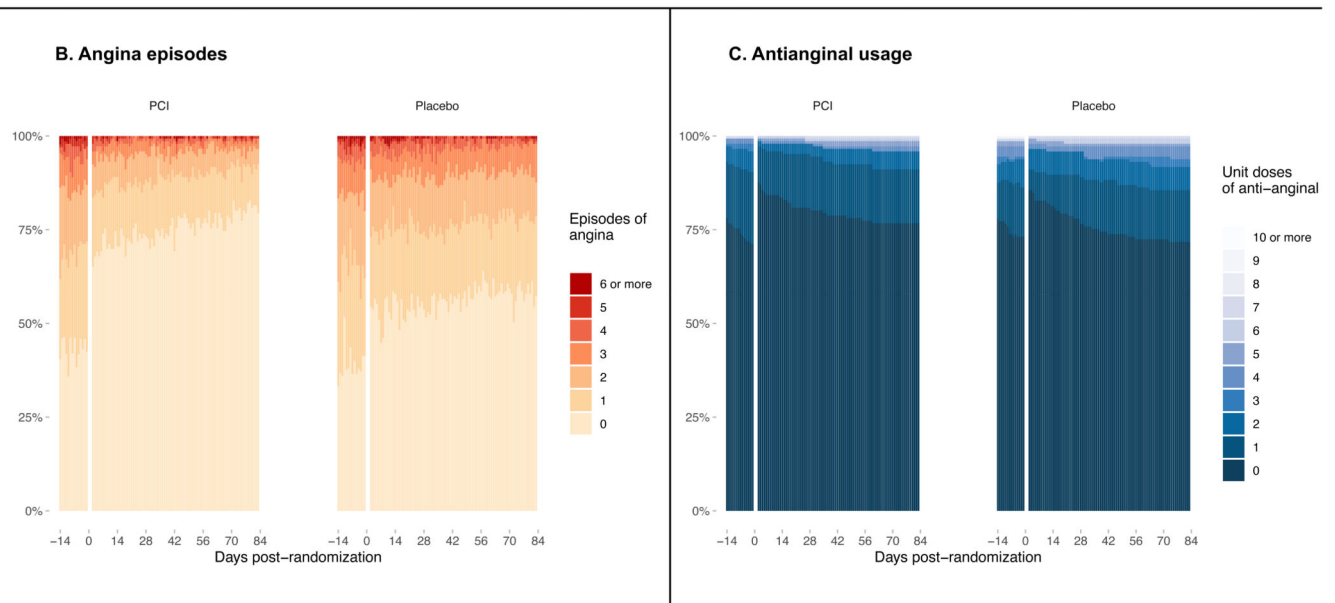 B. Angina episodes
PCI
Placebo
100%
75%
50%
25%
0%
−14 0 14 28 42 56 70 84
−14 0 14 28 42 56 70 84
Days post−randomization
Episodes of
angina
6 or more
5
4
3
2
1
0
C. Antianginal usage
PCI
Placebo
100%
75%
50%
25%
0%
−14 0 14 28 42 56 70 84
−14 0 14 28 42 56 70 84
Days post−randomization
Unit doses
of anti−anginal
10 or more
9
8
7
6
5
4
3
2
1
0